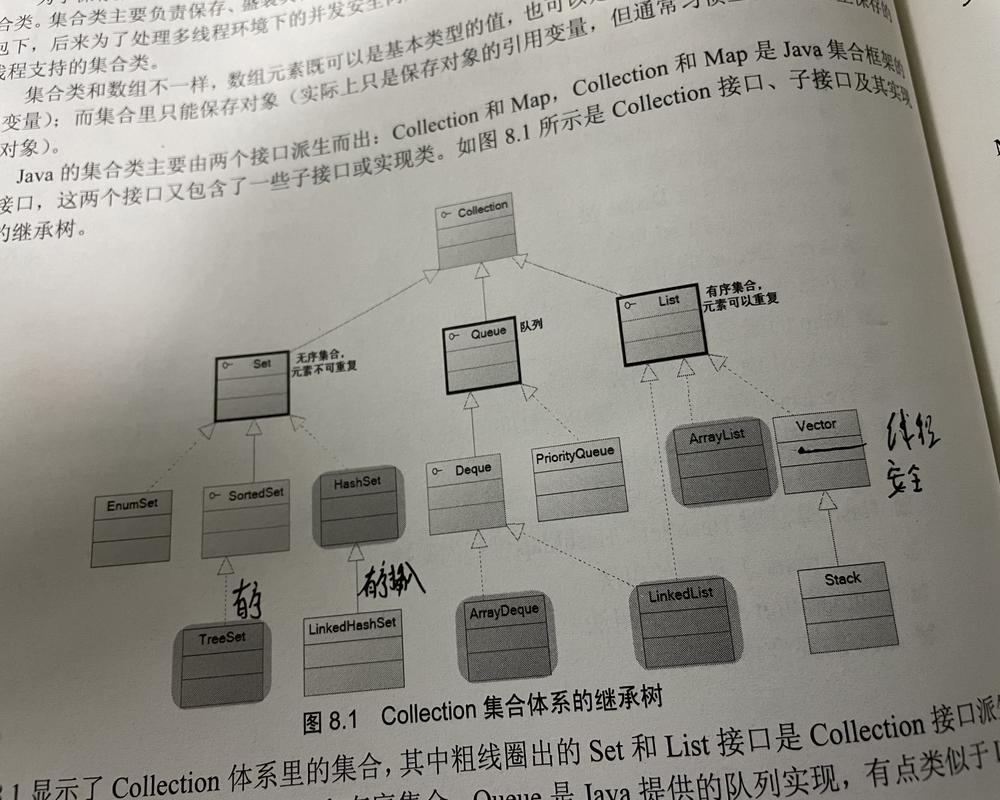 合类。集合类主要负责保存、盛装
包下，后来为了处理多线程环境下的并发安全
线程支持的集合类。
集合类和数组不一样，数组元素既可以是基本类型的值，也可以
变量）；而集合里只能保存对象（实际上只是保存对象的引用变量，但通常习惯
对象）。
Java 的集合类主要由两个接口派生而出：Collection 和 Map，Collection 和 Map 是 Java 集合框架的
接口，这两个接口又包含了一些子接口或实现类。如图 8.1 所示是 Collection 接口、子接口及其实现
的继承树。
Collection
List
有序集合，
元素可以重复
Queue
队列
Set
无序集合，
元素不可重复
Vector
线程
安全
ArrayList
PriorityQueue
Deque
HashSet
SortedSet
EnumSet
Stack
LinkedList
ArrayDeque
有序
LinkedHashSet
TreeSet
图 8.1 Collection 集合体系的继承树
8.1 显示了 Collection 体系里的集合，其中粗线圈出的 Set 和 List 接口是 Collection 接口派
Queue 是 Java 提供的队列实现，有点类似于